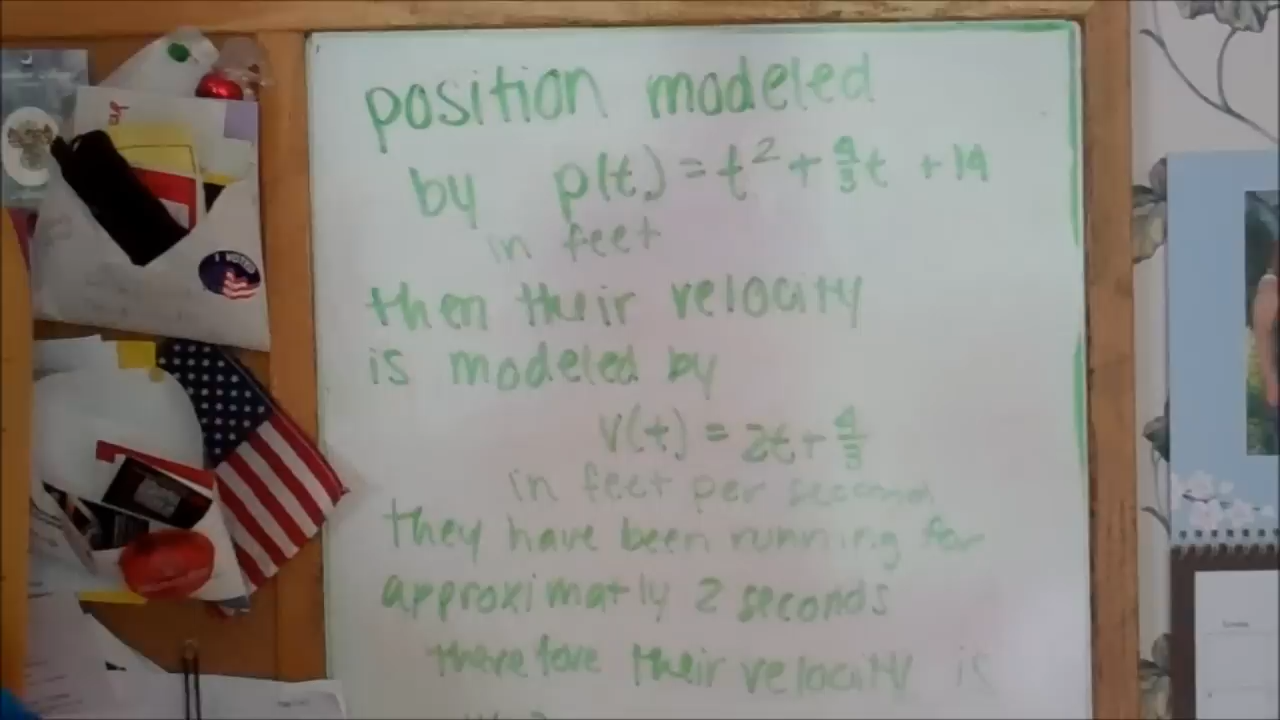 position modeled
by p(t) = t² + 4/3 t + 14
in feet
then their velocity
is modeled by
v(t) = 2t + 4/3
in feet per second
they have been running for
approximatly 2 seconds
therefore their velocity is
I VOTED